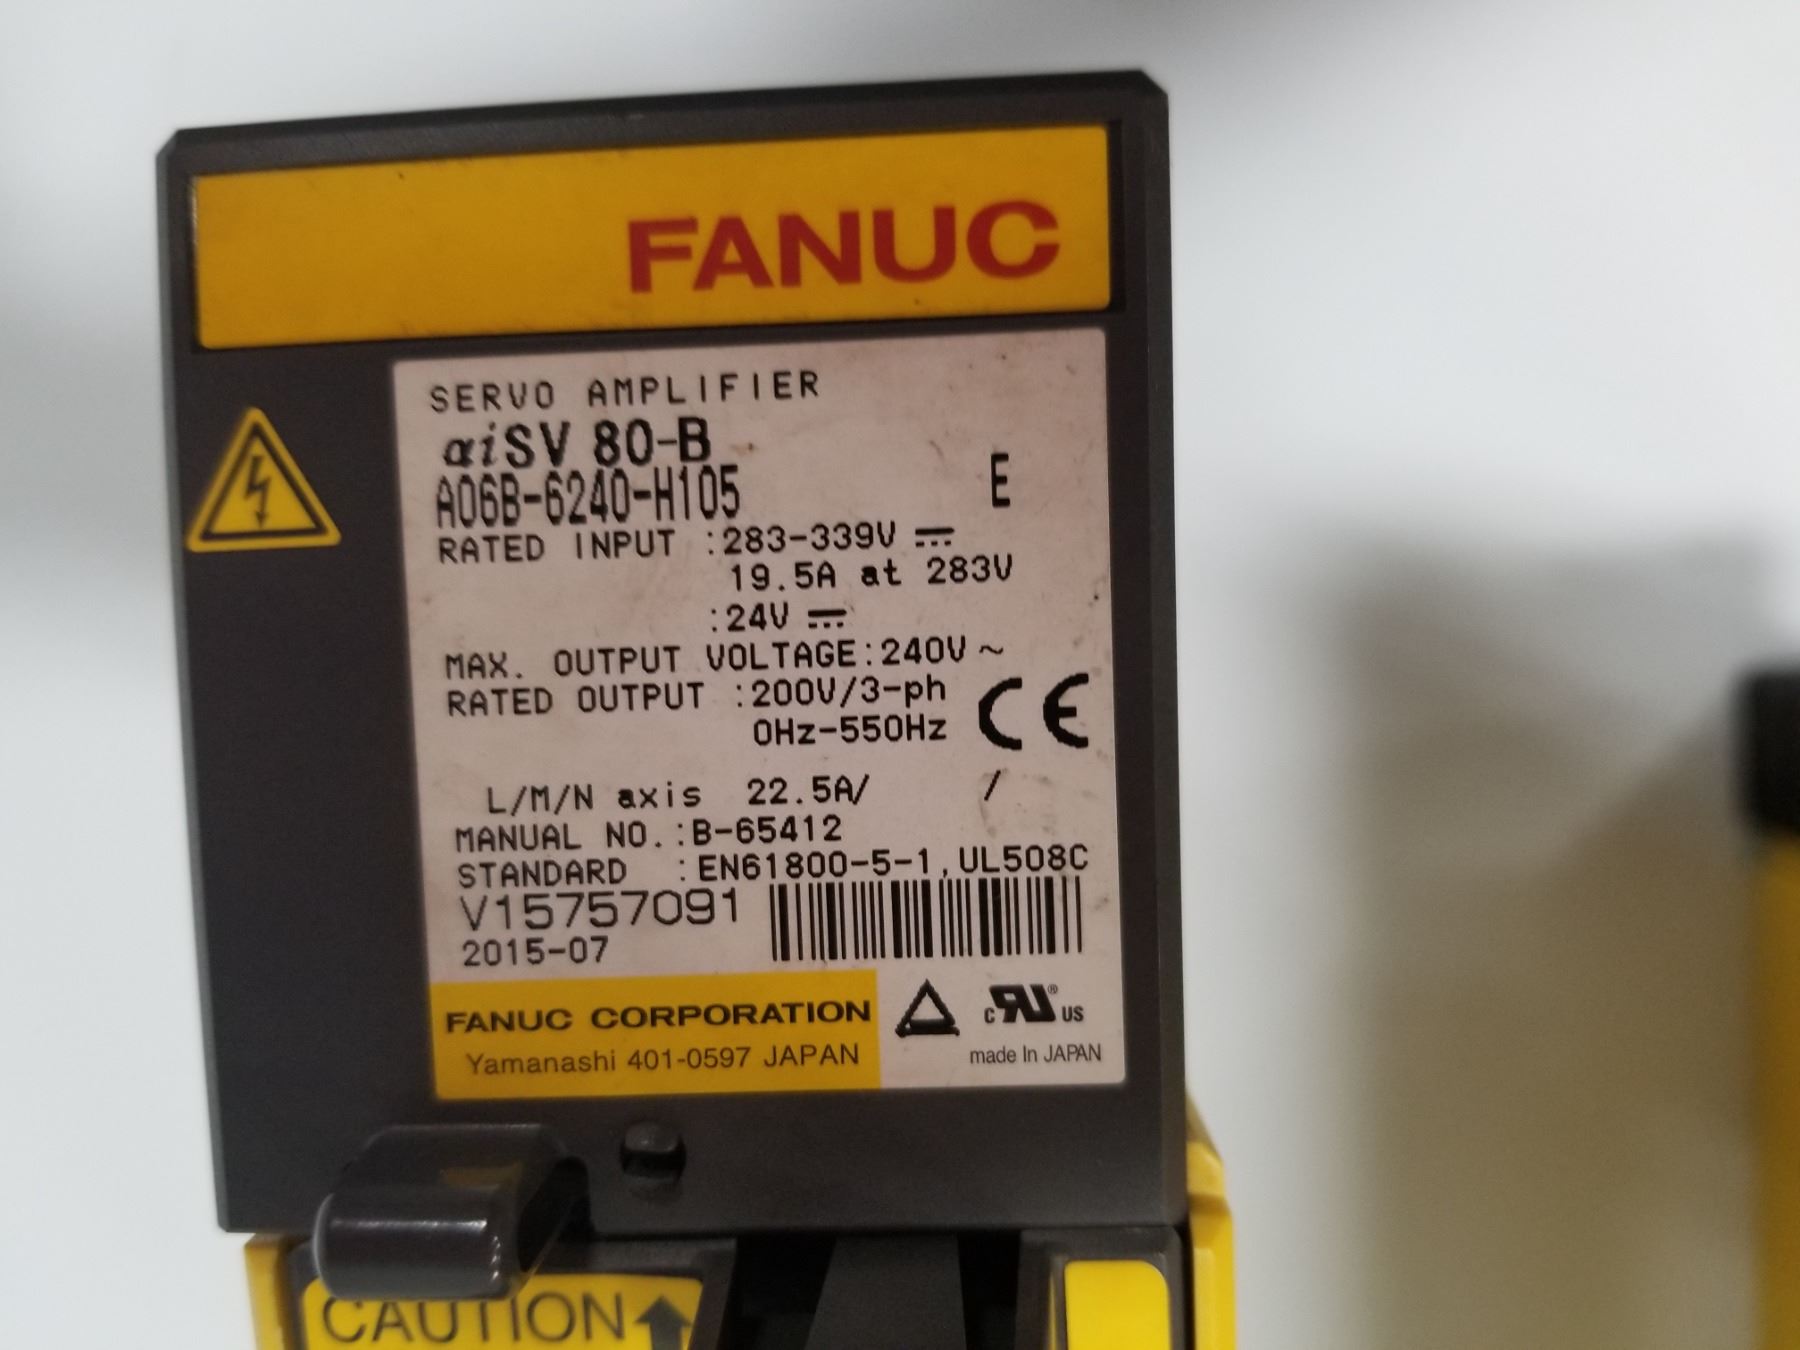 FANUC
SERVO AMPLIFIER
αiSV 80-B
A06B-6240-H105 E
RATED INPUT :283-339V ⎓
19.5A at 283V
:24V ⎓
MAX. OUTPUT VOLTAGE:240V ~
RATED OUTPUT :200V/3-ph
0Hz-550Hz
CE
L/M/N axis 22.5A/ /
MANUAL NO.:B-65412
STANDARD :EN61800-5-1,UL508C
V15757091
2015-07
FANUC CORPORATION
Yamanashi 401-0597 JAPAN
c RU ® US
made In JAPAN
CAUTION